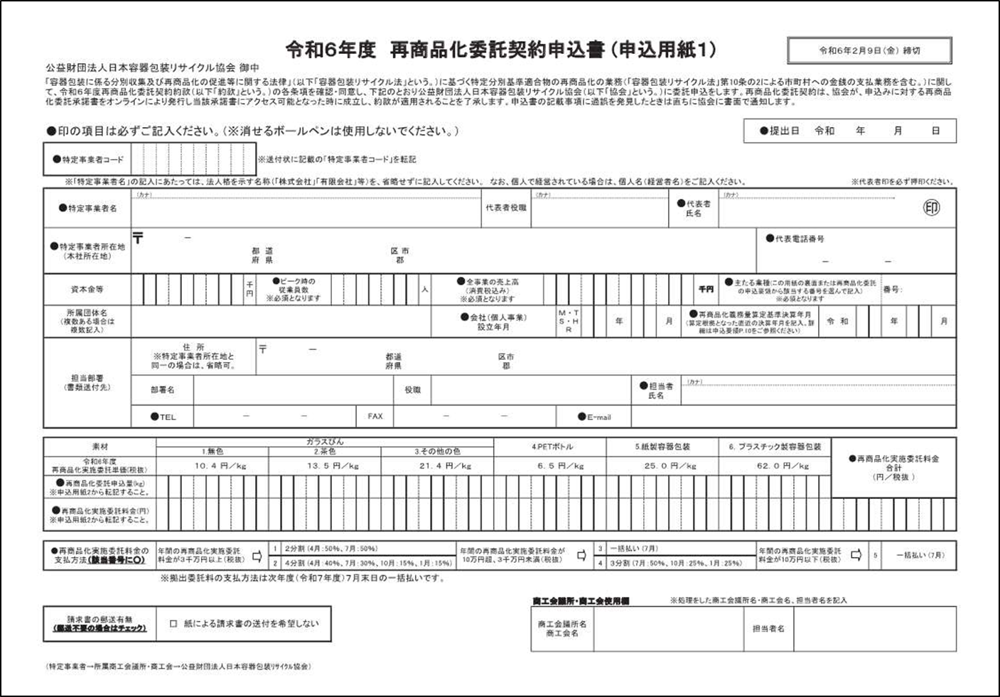 令和6年度 再商品化委託契約申込書（申込用紙1）
令和6年2月9日(金) 締切
公益財団法人日本容器包装リサイクル協会 御中
「容器包装に係る分別収集及び再商品化の促進等に関する法律」（以下「容器包装リサイクル法」という。）に基づく特定分別基準適合物の再商品化の業務（「容器包装リサイクル法」第10条の2による市町村への金銭の支払業務を含む。）に関し
て、令和6年度再商品化委託契約約款（以下「約款」という。）の各条項を確認・同意し、下記のとおり公益財団法人日本容器包装リサイクル協会（以下「協会」という。）に委託申込をします。再商品化委託契約は、協会が、申込みに対する再商品
化委託承諾書をオンラインにより発行し当該承諾書にアクセス可能となった時に成立し、約款が適用されることを了承します。申込書の記載事項に過誤を発見したときは直ちに協会に書面で通知します。
●印の項目は必ずご記入ください。（※消せるボールペンは使用しないでください。）
●提出日 令和 年 月 日
●特定事業者コード
※送付状に記載の「特定事業者コード」を転記
※「特定事業者名」の記入にあたっては、法人格を示す名称（「株式会社」「有限会社」等）を、省略せずに記入してください。 なお、個人で経営されている場合は、個人名（経営者名）をご記入ください。
※代表者印を必ず押印ください。
●特定事業者名
(カナ)
代表者役職
(カナ)
●代表者
氏名
(カナ)
㊞
●特定事業者所在地
(本社所在地)
〒 －
都 道
府 県
区 市
郡
●代表電話番号
－ －
資本金等
千
円
●ピーク時の
従業員数
※必須となります
人
●全事業の売上高
(消費税込み)
※必須となります
千円
●主たる業種(この用紙の裏面または再商品化委託
の申込要領から該当する番号を選んで記入)
※必須となります
番号:
所属団体名
(複数ある場合は
複数記入)
●会社(個人事業)
設立年月
M・T
S・H
R
年 月
●再商品化義務量算定基準決算年月
(算定根拠となった直近の決算年月を記入、詳
細は申込要領P.10をご参照ください)
令 和 年 月
担当部署
(書類送付先)
住 所
※特定事業者所在地と
同一の場合は、省略可。
〒 －
都道
府県
区市
郡
部署名
役職
●担当者
氏名
(カナ)
●TEL
－ －
FAX
－ －
●E-mail
素材
ガラスびん
1.無色
2.茶色
3.その他の色
4.PETボトル
5.紙製容器包装
6. プラスチック製容器包装
●再商品化実施委託料金
合計
(円／税抜 )
令和6年度
再商品化実施委託単価(税抜)
10. 4 円／kg
13. 5 円／kg
21. 4 円／kg
6. 5 円／kg
25. 0 円／kg
62. 0 円／kg
●再商品化委託申込量(kg)
※申込用紙2から転記すること。
●再商品化実施委託料金(円)
※申込用紙2から転記すること。
●再商品化実施委託料金の
支払方法(該当番号に〇)
年間の再商品化実施委託
料金が3千万円以上(税抜)
1 2分割 (4月:50%、7月:50%)
2 4分割 (4月:40%、7月:30%、10月:15%、1月:15%)
年間の再商品化実施委託料金が
10万円超、3千万円未満(税抜)
3 一括払い (7月)
4 3分割 (7月:50%、10月:25%、1月:25%)
年間の再商品化実施委託
料金が10万円以下(税抜)
5 一括払い (7月)
※拠出委託料の支払方法は次年度(令和7年度)7月末日の一括払いです。
請求書の郵送有無
(郵送不要の場合はチェック)
□ 紙による請求書の送付を希望しない
商工会議所・商工会使用欄
※処理をした商工会議所名・商工会名、担当者名を記入
商工会議所名
商工会名
担当者名
(特定事業者→所属商工会議所・商工会→公益財団法人日本容器包装リサイクル協会)